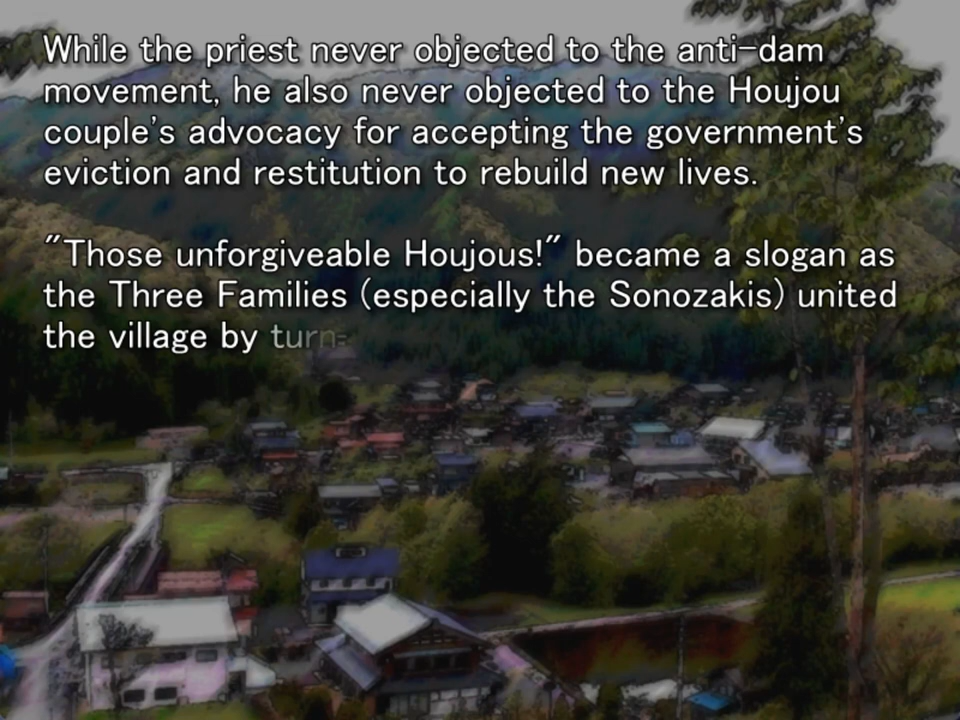 While the priest never objected to the anti-dam
movement, he also never objected to the Houjou
couple's advocacy for accepting the government's
eviction and restitution to rebuild new lives.
"Those unforgiveable Houjous!" became a slogan as
the Three Families (especially the Sonozakis) united
the village by turn-